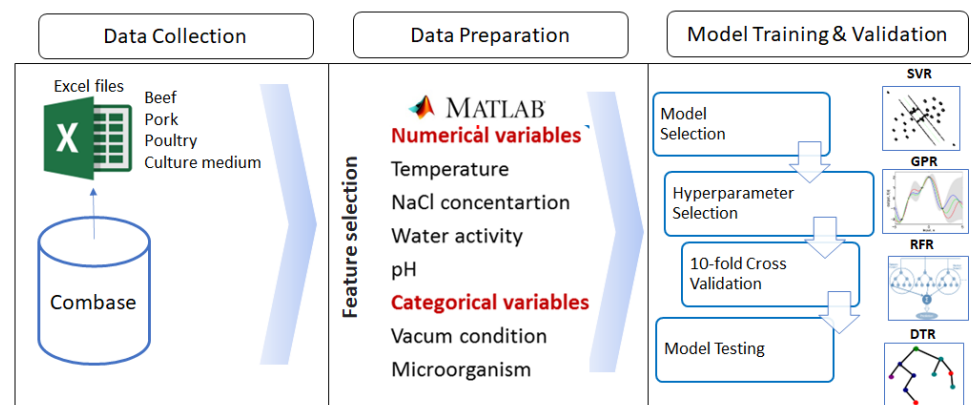 Data Collection
Data Preparation
Model Training & Validation
Excel files
Beef
Pork
Poultry
Culture medium
X
Combase
Feature selection
MATLAB
Numerical variables
Temperature
NaCl concentartion
Water activity
pH
Categorical variables
Vacum condition
Microorganism
Model
Selection
Hyperparameter
Selection
10-fold Cross
Validation
Model Testing
SVR
GPR
RFR
DTR